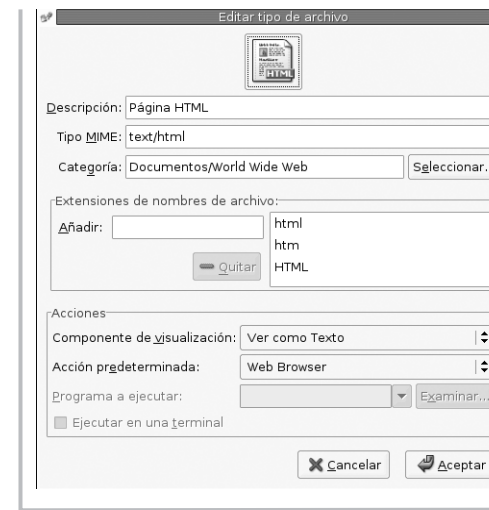 Editar tipo de archivo
HTML
Descripción: Página HTML
Tipo MIME: text/html
Categoría: Documentos/World Wide Web Seleccionar..
Extensiones de nombres de archivo:
Añadir:
Quitar
html
htm
HTML
Acciones
Componente de visualización: Ver como Texto
Acción predeterminada: Web Browser
Programa a ejecutar: Examinar...
Ejecutar en una terminal
Cancelar Aceptar